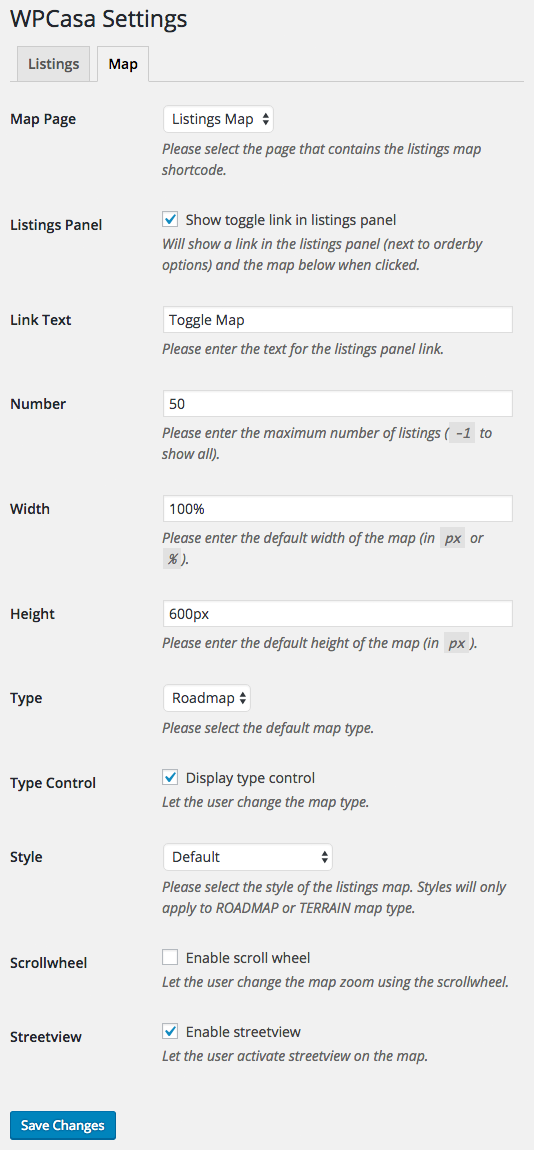 WPCasa Settings
Listings
Map
Map Page
Listings Map
Please select the page that contains the listings map
shortcode.
Listings Panel
Show toggle link in listings panel
Will show a link in the listings panel (next to orderby
options) and the map below when clicked.
Link Text
Toggle Map
Please enter the text for the listings panel link.
Number
50
Please enter the maximum number of listings ( -1 to
show all).
Width
100%
Please enter the default width of the map (in px or
% ).
Height
600px
Please enter the default height of the map (in px ).
Type
Roadmap
Please select the default map type.
Type Control
Display type control
Let the user change the map type.
Style
Default
Please select the style of the listings map. Styles will only
apply to ROADMAP or TERRAIN map type.
Scrollwheel
Enable scroll wheel
Let the user change the map zoom using the scrollwheel.
Streetview
Enable streetview
Let the user activate streetview on the map.
Save Changes